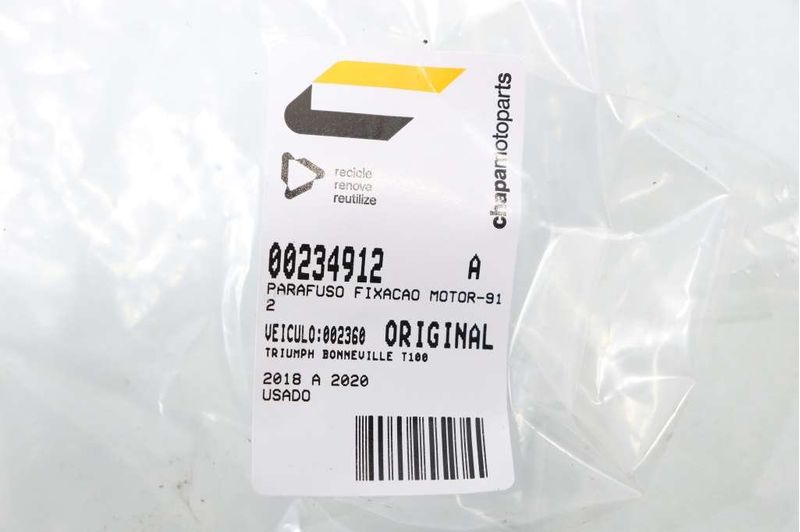 chapamotoparts
recicle
renova
reutilize
00234912 A
PARAFUSO FIXACAO MOTOR-91
2
VEICULO:002360 ORIGINAL
TRIUMPH BONNEVILLE T100
2018 A 2020
USADO